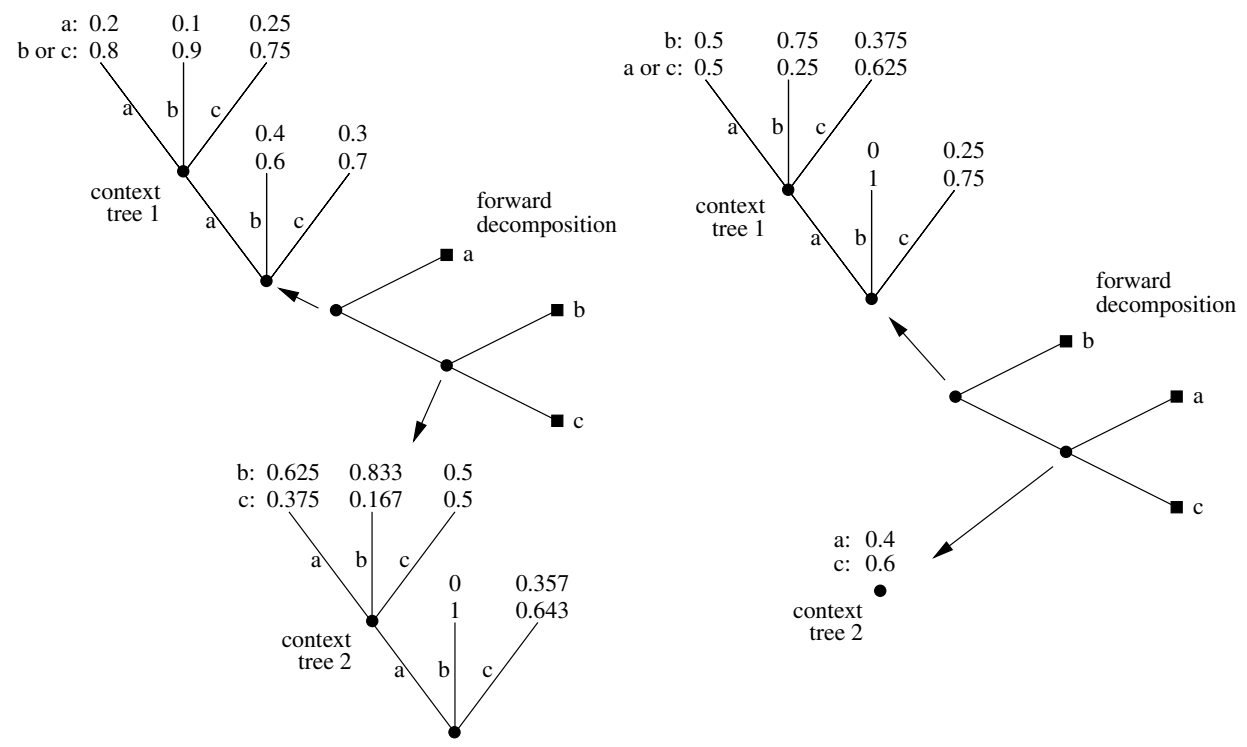 a: 0.2 0.1 0.25
b or c: 0.8 0.9 0.75
a b c
0.4 0.3
0.6 0.7
context
tree 1
a b c
forward
decomposition
a
b
c
b: 0.625 0.833 0.5
c: 0.375 0.167 0.5
a b c
0 0.357
1 0.643
context
tree 2
a b c
b: 0.5 0.75 0.375
a or c: 0.5 0.25 0.625
a b c
0 0.25
1 0.75
context
tree 1
a b c
forward
decomposition
b
a
c
a: 0.4
c: 0.6
context
tree 2